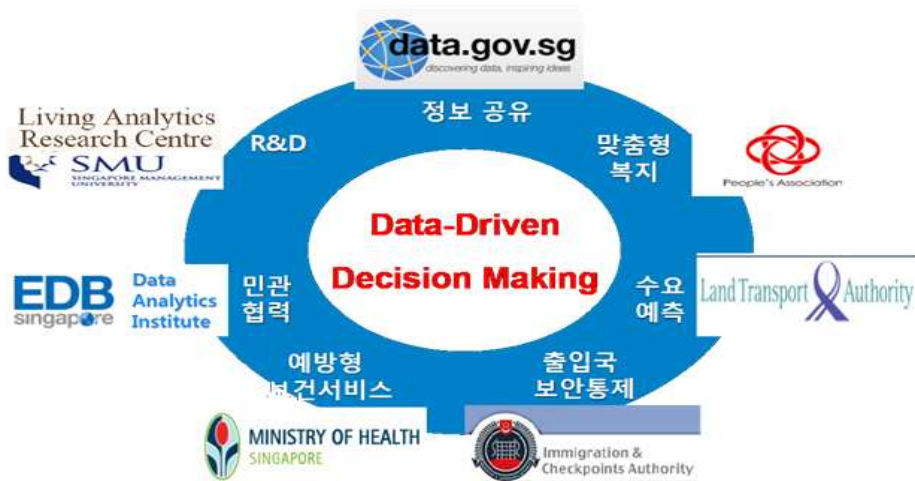 data.gov.sg
discovering data, inspiring ideas
정보 공유
Living Analytics
Research Centre
SMU
SINGAPORE MANAGEMENT
UNIVERSITY
R&D
맞춤형
복지
People's Association
Data-Driven
Decision Making
EDB
singapore
Data
Analytics
Institute
민관
협력
수요
예측
Land Transport Authority
예방형
보건서비스
출입국
보안통제
MINISTRY OF HEALTH
SINGAPORE
Immigration &
Checkpoints Authority